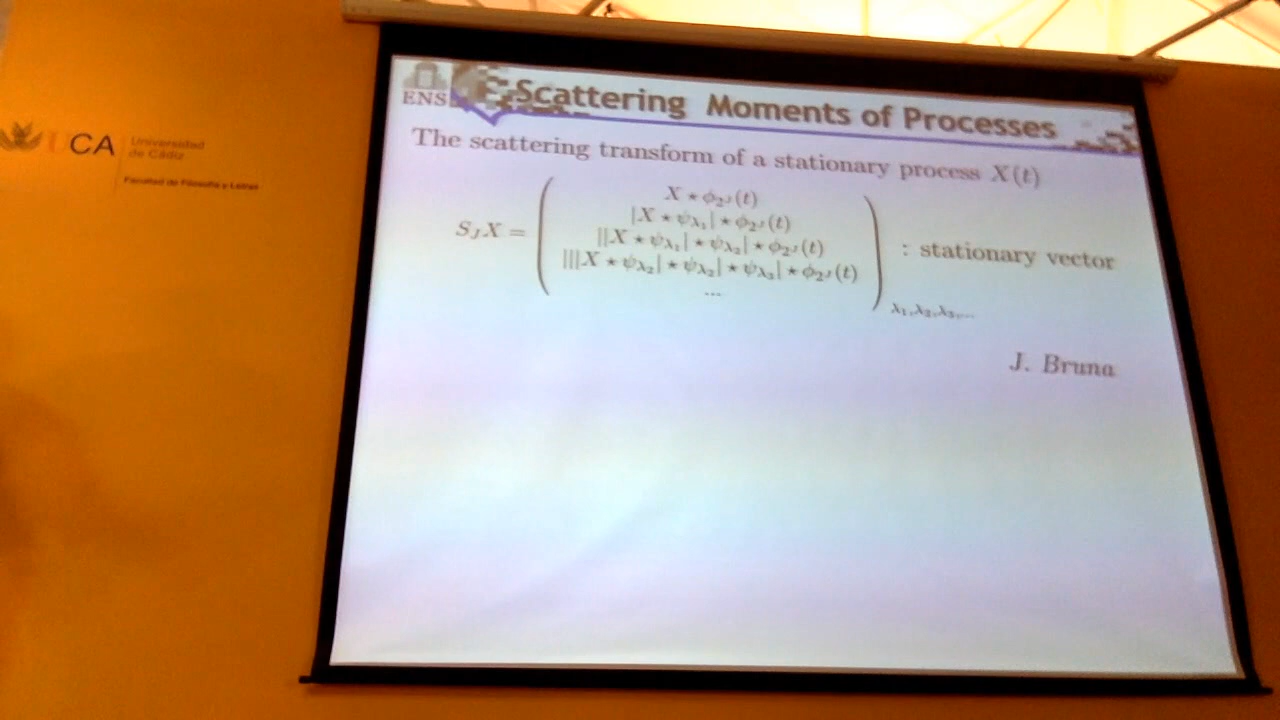 UCA
Universidad
de Cádiz
Facultad de Filosofía y Letras
ENS
Scattering Moments of Processes
The scattering transform of a stationary process X(t)
X ⋆ φ_{2^J}(t)
|X ⋆ ψ_{λ₁}| ⋆ φ_{2^J}(t)
||X ⋆ ψ_{λ₁}| ⋆ ψ_{λ₂}| ⋆ φ_{2^J}(t)
S_J X =
: stationary vector
|||X ⋆ ψ_{λ₂}| ⋆ ψ_{λ₂}| ⋆ ψ_{λ₃}| ⋆ φ_{2^J}(t)
...
λ₁,λ₂,λ₃,...
J. Bruna